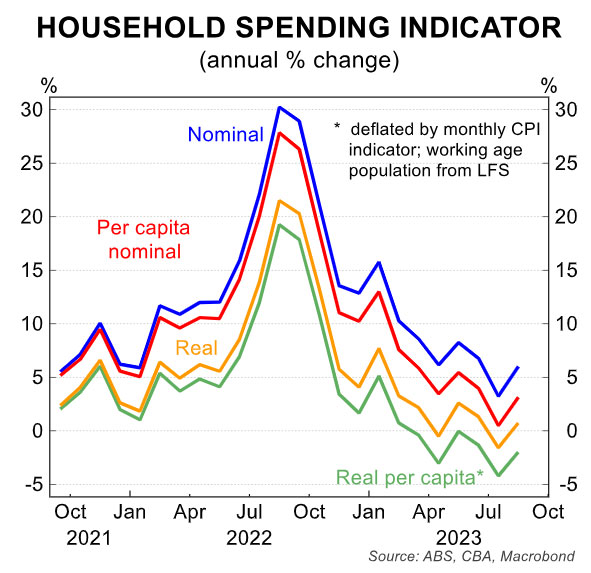 HOUSEHOLD SPENDING INDICATOR
(annual % change)
% %
30 30
Nominal
* deflated by monthly CPI
indicator; working age
population from LFS
25 25
20 20
Per capita
nominal
15 15
10 10
Real
5 5
0 0
Real per capita*
-5 -5
Oct Jan Apr Jul Oct Jan Apr Jul Oct
2021 2022 2023
Source: ABS, CBA, Macrobond